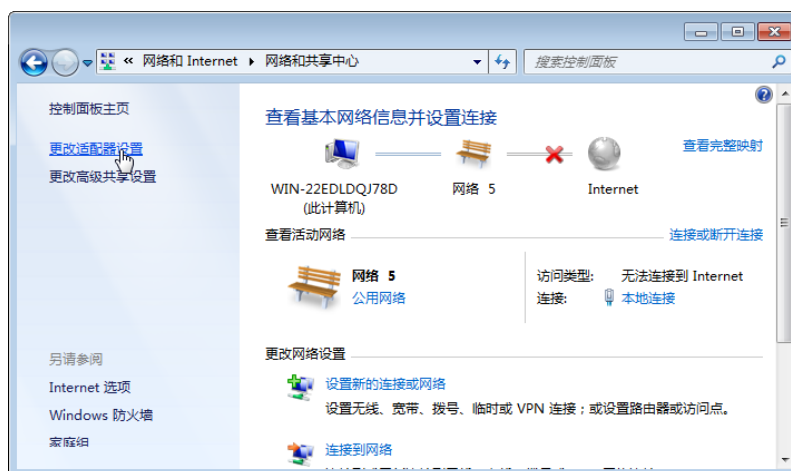 « 网络和 Internet ▸ 网络和共享中心
搜索控制面板
控制面板主页
更改适配器设置
更改高级共享设置
另请参阅
Internet 选项
Windows 防火墙
家庭组
查看基本网络信息并设置连接
查看完整映射
WIN-22EDLDQJ78D
(此计算机)
网络 5
Internet
查看活动网络
连接或断开连接
网络 5
公用网络
访问类型: 无法连接到 Internet
连接: 本地连接
更改网络设置
设置新的连接或网络
设置无线、宽带、拨号、临时或 VPN 连接；或设置路由器或访问点。
连接到网络